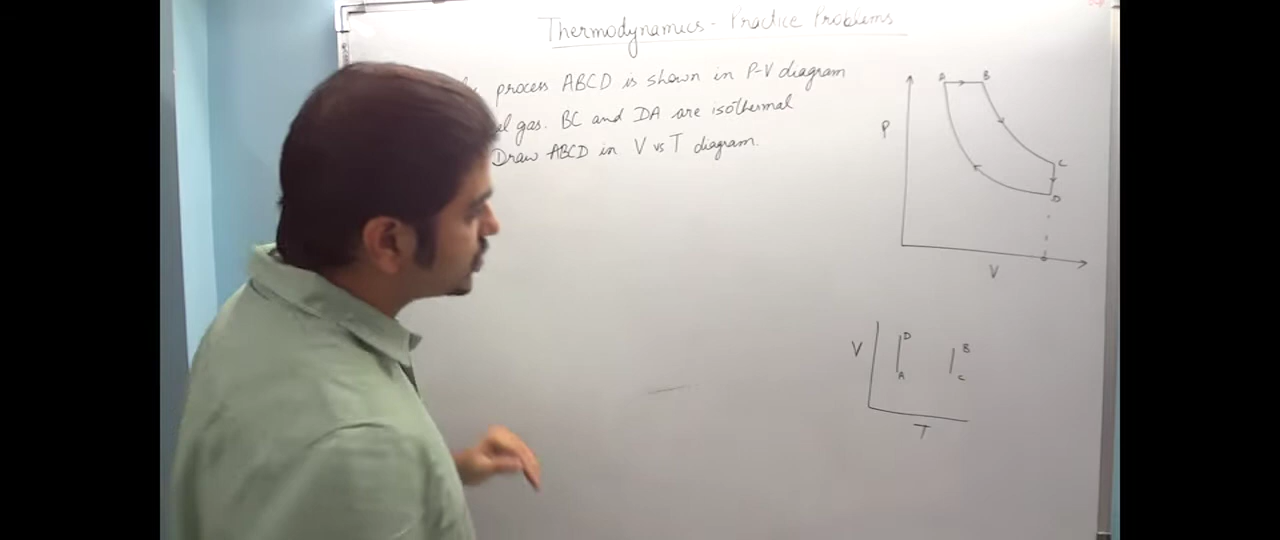 Thermodynamics - Practice Problems
process ABCD is shown in P-V diagram
gas. BC and DA are isothermal
Draw ABCD in V vs T diagram.
A B
P
C
D
V
V
D
B
A
C
T